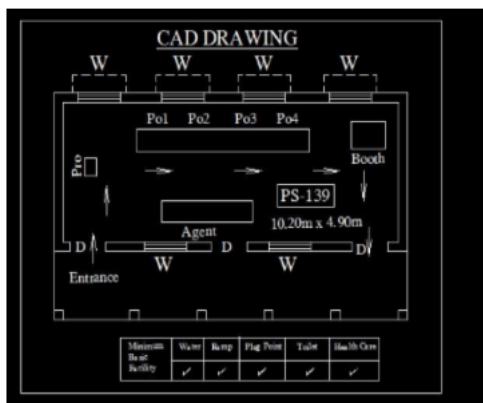 CAD DRAWING
W W W W
Po1 Po2 Po3 Po4
Pro
Booth
PS-139
10.20m x 4.90m
Agent
D D D
W W
Entrance
Minimum Basic Facility
Water Ramp Plug Point Toilet Health Care
✓ ✓ ✓ ✓ ✓